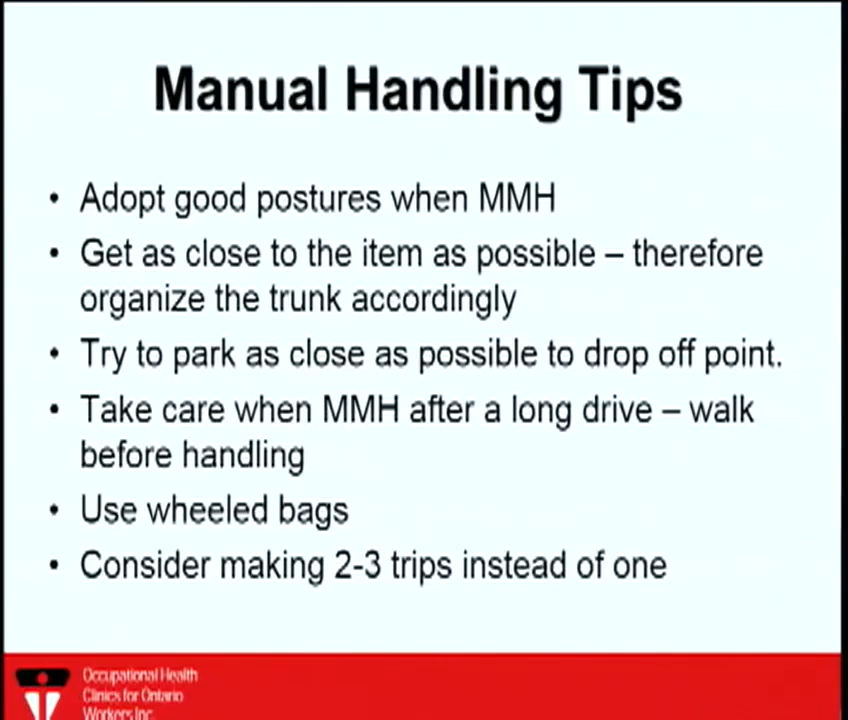 Manual Handling Tips
• Adopt good postures when MMH
• Get as close to the item as possible – therefore
organize the trunk accordingly
• Try to park as close as possible to drop off point.
• Take care when MMH after a long drive – walk
before handling
• Use wheeled bags
• Consider making 2-3 trips instead of one
Occupational Health
Clinics for Ontario
Workers Inc.